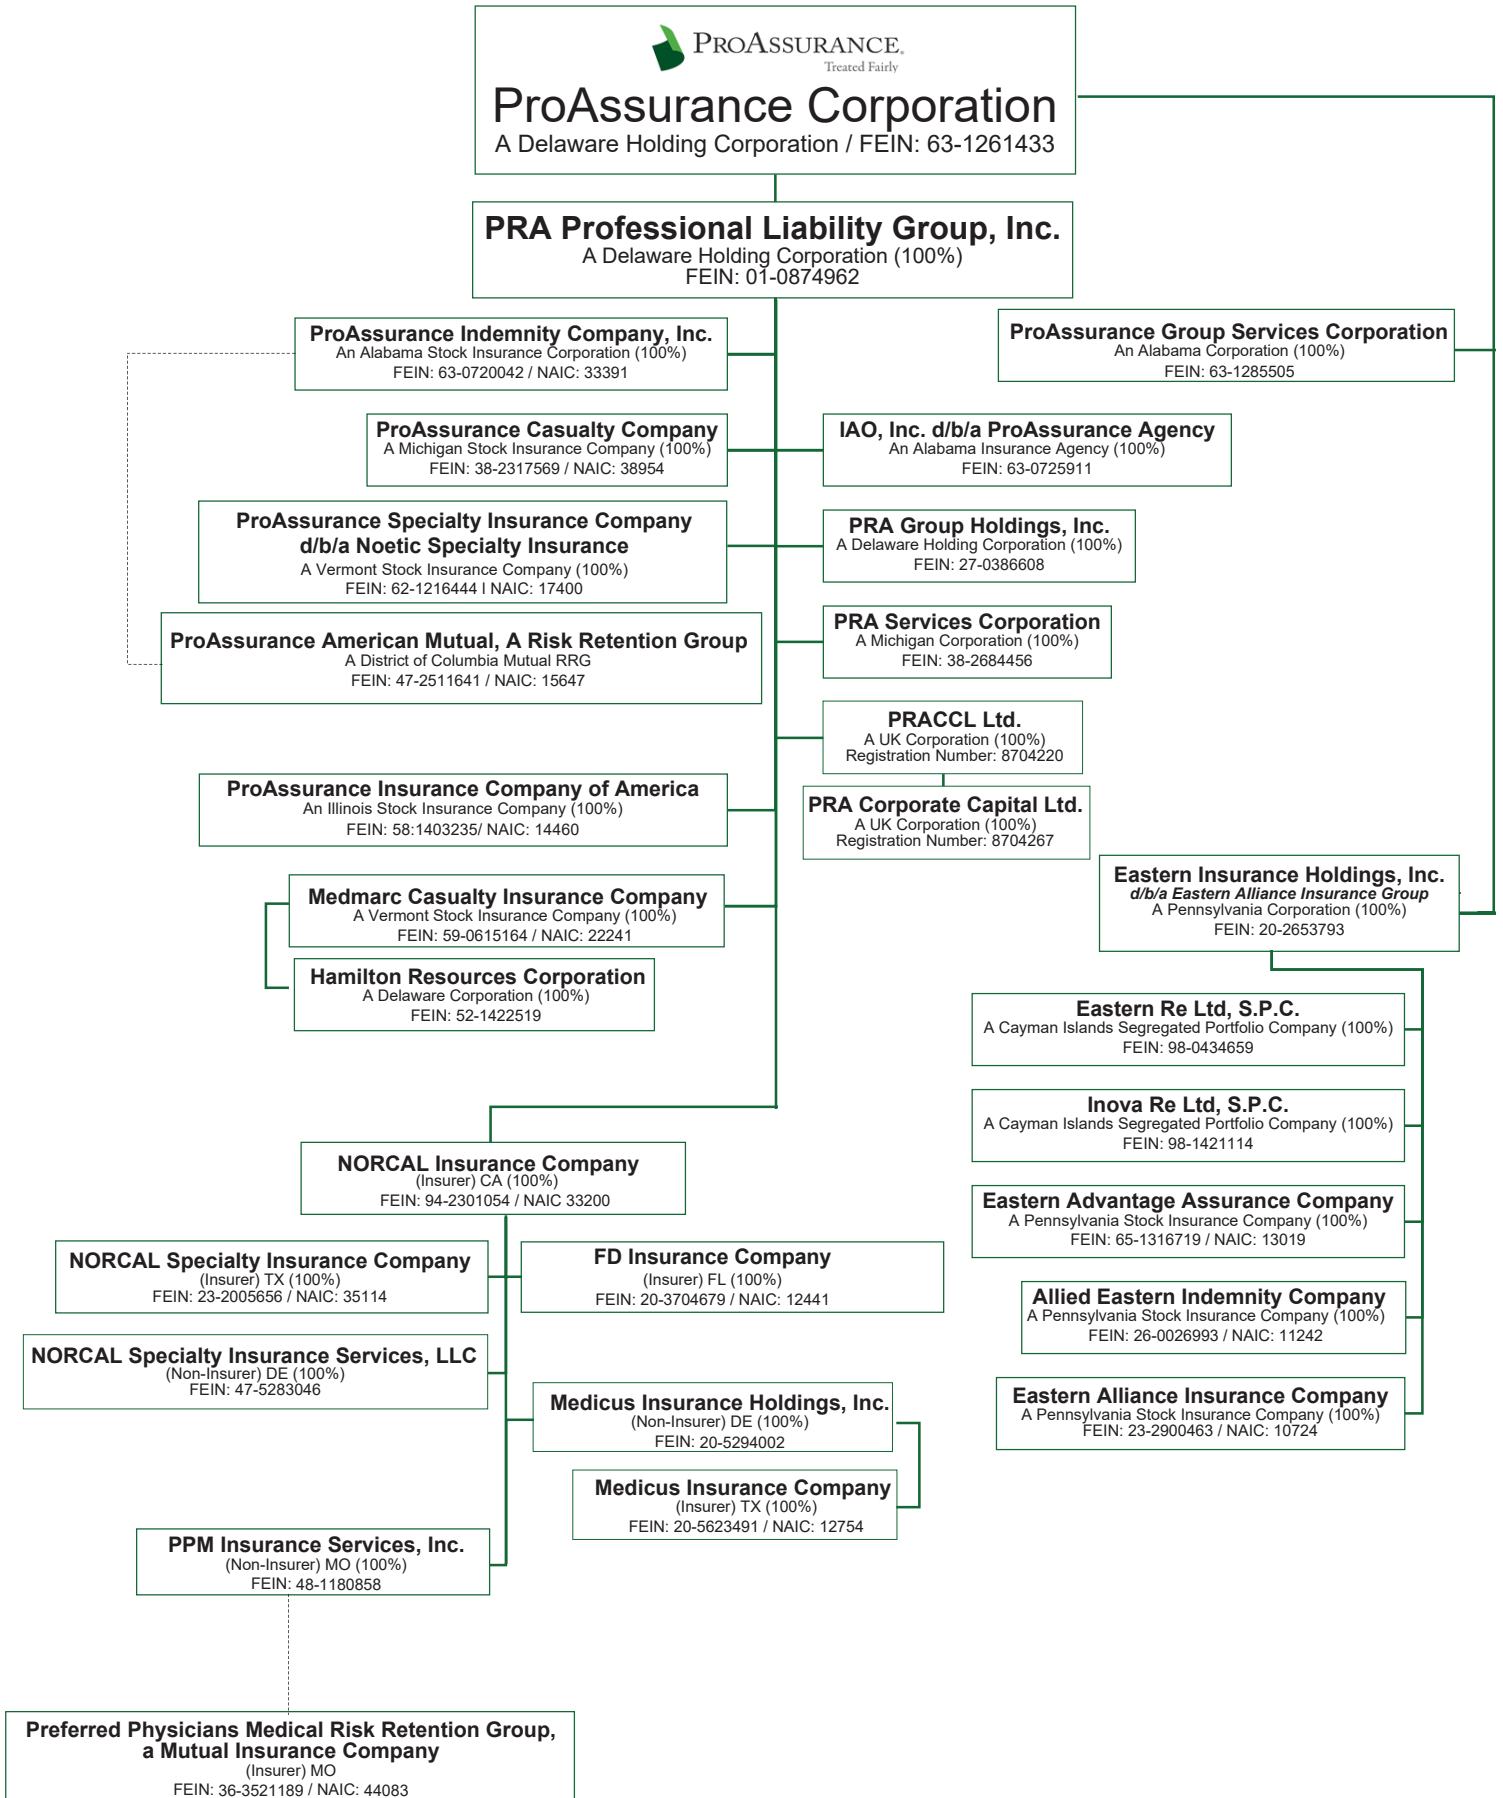 PROASSURANCE.
Treated Fairly
ProAssurance Corporation
A Delaware Holding Corporation / FEIN: 63-1261433
PRA Professional Liability Group, Inc.
A Delaware Holding Corporation (100%)
FEIN: 01-0874962
ProAssurance Indemnity Company, Inc.
An Alabama Stock Insurance Corporation (100%)
FEIN: 63-0720042 / NAIC: 33391
ProAssurance Group Services Corporation
An Alabama Corporation (100%)
FEIN: 63-1285505
ProAssurance Casualty Company
A Michigan Stock Insurance Company (100%)
FEIN: 38-2317569 / NAIC: 38954
IAO, Inc. d/b/a ProAssurance Agency
An Alabama Insurance Agency (100%)
FEIN: 63-0725911
ProAssurance Specialty Insurance Company
d/b/a Noetic Specialty Insurance
A Vermont Stock Insurance Company (100%)
FEIN: 62-1216444 l NAIC: 17400
PRA Group Holdings, Inc.
A Delaware Holding Corporation (100%)
FEIN: 27-0386608
ProAssurance American Mutual, A Risk Retention Group
A District of Columbia Mutual RRG
FEIN: 47-2511641 / NAIC: 15647
PRA Services Corporation
A Michigan Corporation (100%)
FEIN: 38-2684456
PRACCL Ltd.
A UK Corporation (100%)
Registration Number: 8704220
PRA Corporate Capital Ltd.
A UK Corporation (100%)
Registration Number: 8704267
ProAssurance Insurance Company of America
An Illinois Stock Insurance Company (100%)
FEIN: 58:1403235/ NAIC: 14460
Medmarc Casualty Insurance Company
A Vermont Stock Insurance Company (100%)
FEIN: 59-0615164 / NAIC: 22241
Hamilton Resources Corporation
A Delaware Corporation (100%)
FEIN: 52-1422519
Eastern Insurance Holdings, Inc.
d/b/a Eastern Alliance Insurance Group
A Pennsylvania Corporation (100%)
FEIN: 20-2653793
Eastern Re Ltd, S.P.C.
A Cayman Islands Segregated Portfolio Company (100%)
FEIN: 98-0434659
Inova Re Ltd, S.P.C.
A Cayman Islands Segregated Portfolio Company (100%)
FEIN: 98-1421114
Eastern Advantage Assurance Company
A Pennsylvania Stock Insurance Company (100%)
FEIN: 65-1316719 / NAIC: 13019
Allied Eastern Indemnity Company
A Pennsylvania Stock Insurance Company (100%)
FEIN: 26-0026993 / NAIC: 11242
Eastern Alliance Insurance Company
A Pennsylvania Stock Insurance Company (100%)
FEIN: 23-2900463 / NAIC: 10724
NORCAL Insurance Company
(Insurer) CA (100%)
FEIN: 94-2301054 / NAIC 33200
NORCAL Specialty Insurance Company
(Insurer) TX (100%)
FEIN: 23-2005656 / NAIC: 35114
FD Insurance Company
(Insurer) FL (100%)
FEIN: 20-3704679 / NAIC: 12441
NORCAL Specialty Insurance Services, LLC
(Non-Insurer) DE (100%)
FEIN: 47-5283046
Medicus Insurance Holdings, Inc.
(Non-Insurer) DE (100%)
FEIN: 20-5294002
Medicus Insurance Company
(Insurer) TX (100%)
FEIN: 20-5623491 / NAIC: 12754
PPM Insurance Services, Inc.
(Non-Insurer) MO (100%)
FEIN: 48-1180858
Preferred Physicians Medical Risk Retention Group,
a Mutual Insurance Company
(Insurer) MO
FEIN: 36-3521189 / NAIC: 44083